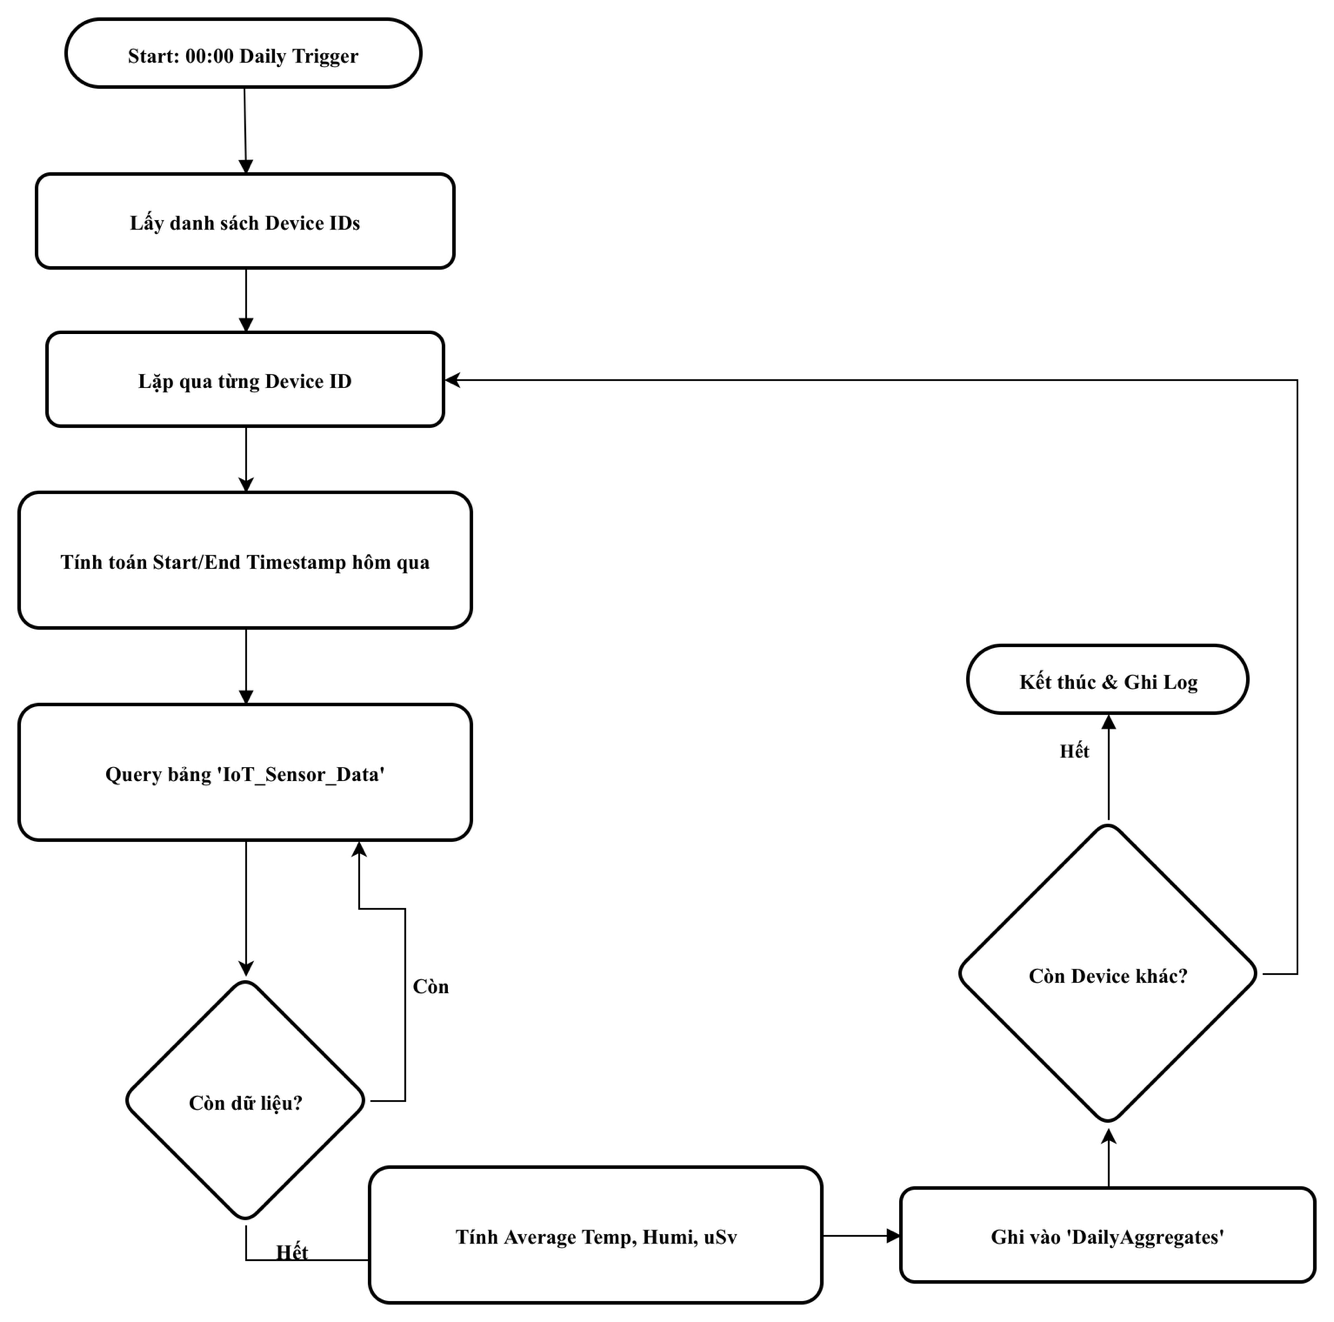 Start: 00:00 Daily Trigger
Lấy danh sách Device IDs
Lặp qua từng Device ID
Tính toán Start/End Timestamp hôm qua
Query bảng 'IoT_Sensor_Data'
Còn
Còn dữ liệu?
Hết
Tính Average Temp, Humi, uSv
Ghi vào 'DailyAggregates'
Còn Device khác?
Hết
Kết thúc & Ghi Log